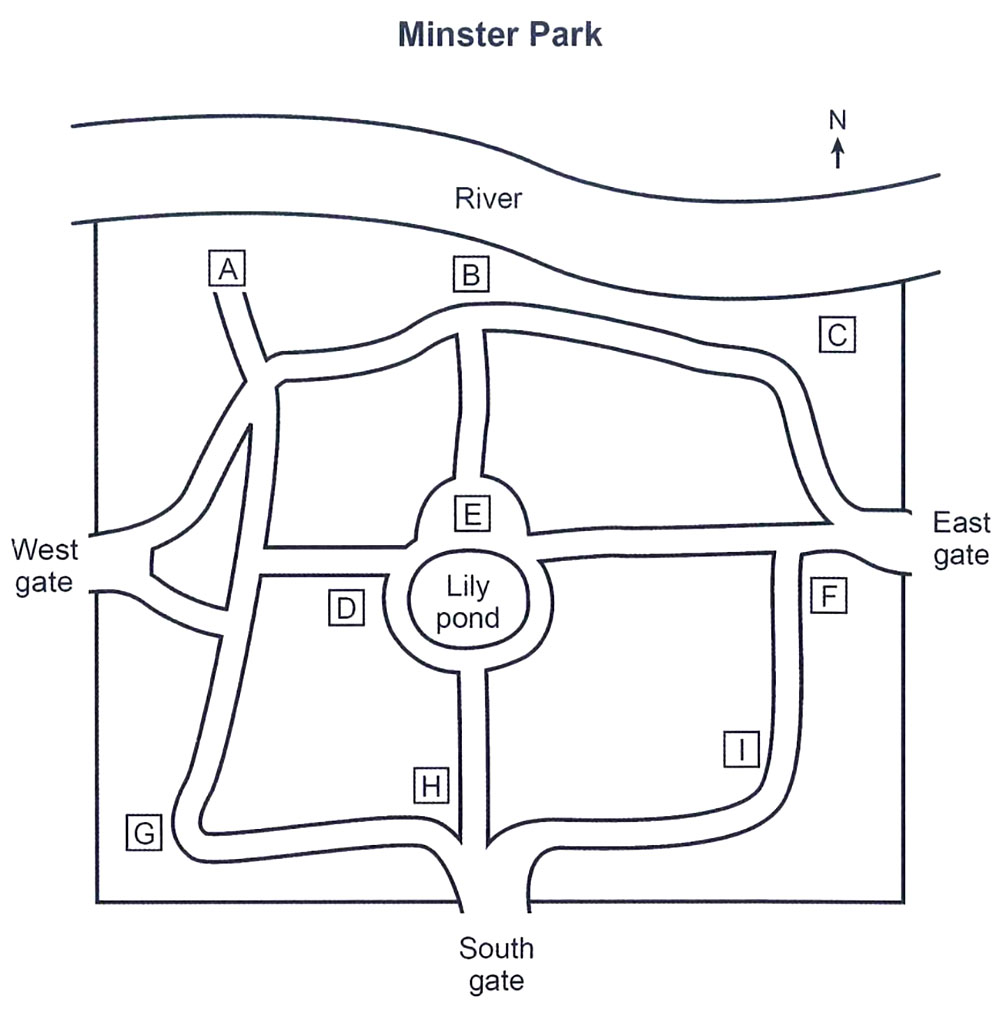 Minster Park
N
River
A
B
C
E
West
gate
East
gate
Lily
pond
D
F
I
H
G
South
gate